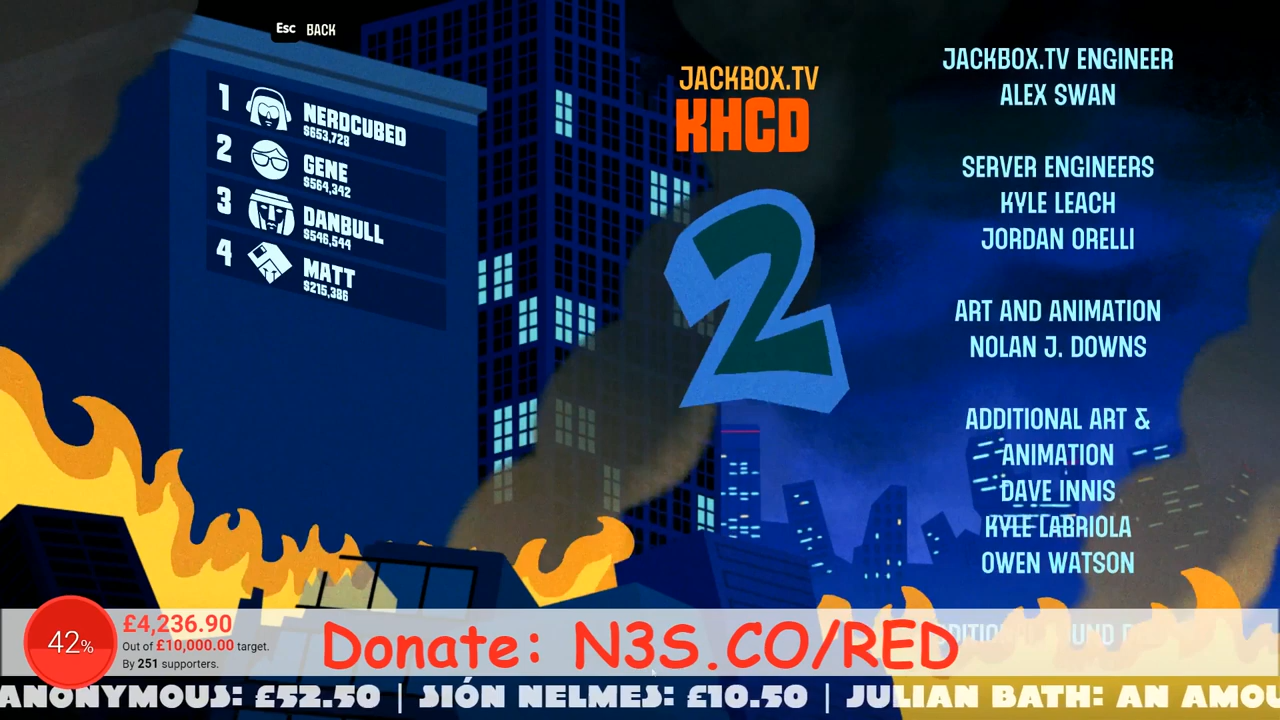 Esc BACK
1 NERDCUBED
$653,728
2 GENE
$564,342
3 DANBULL
$546,544
4 MATT
$215,386
JACKBOX.TV
KHCD
2
JACKBOX.TV ENGINEER
ALEX SWAN
SERVER ENGINEERS
KYLE LEACH
JORDAN ORELLI
ART AND ANIMATION
NOLAN J. DOWNS
ADDITIONAL ART &
ANIMATION
DAVE INNIS
KYLE LABRIOLA
OWEN WATSON
42%
£4,236.90
Out of £10,000.00 target.
By 251 supporters.
Donate: N3S.CO/RED
ANONYMOUS: £52.50 | SIÓN NELMES: £10.50 | JULIAN BATH: AN AMOU